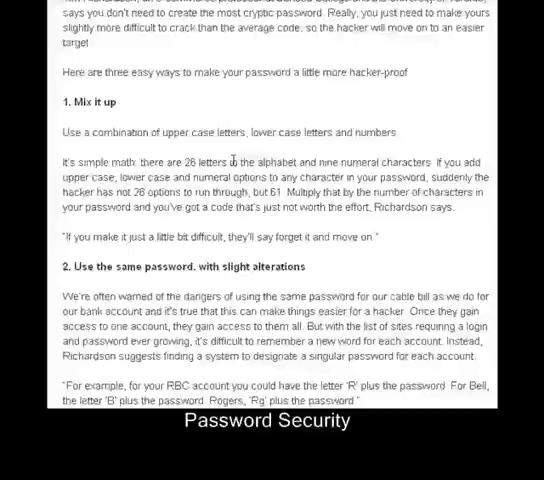 says you don't need to create the most cryptic password. Really, you just need to make yours
slightly more difficult to crack than the average code, so the hacker will move on to an easier
target
Here are three easy ways to make your password a little more hacker-proof
1. Mix it up
Use a combination of upper case letters, lower case letters and numbers
It's simple math: there are 26 letters in the alphabet and nine numeral characters. If you add
upper case, lower case and numeral options to any character in your password, suddenly the
hacker has not 26 options to run through, but 61. Multiply that by the number of characters in
your password and you've got a code that's just not worth the effort, Richardson says.
"If you make it just a little bit difficult, they'll say forget it and move on."
2. Use the same password, with slight alterations
We're often warned of the dangers of using the same password for our cable bill as we do for
our bank account and it's true that this can make things easier for a hacker. Once they gain
access to one account, they gain access to them all. But with the list of sites requiring a login
and password ever growing, it's difficult to remember a new word for each account. Instead,
Richardson suggests finding a system to designate a singular password for each account.
"For example, for your RBC account you could have the letter 'R' plus the password. For Bell,
the letter 'B' plus the password. Rogers, 'Rg' plus the password."
Password Security